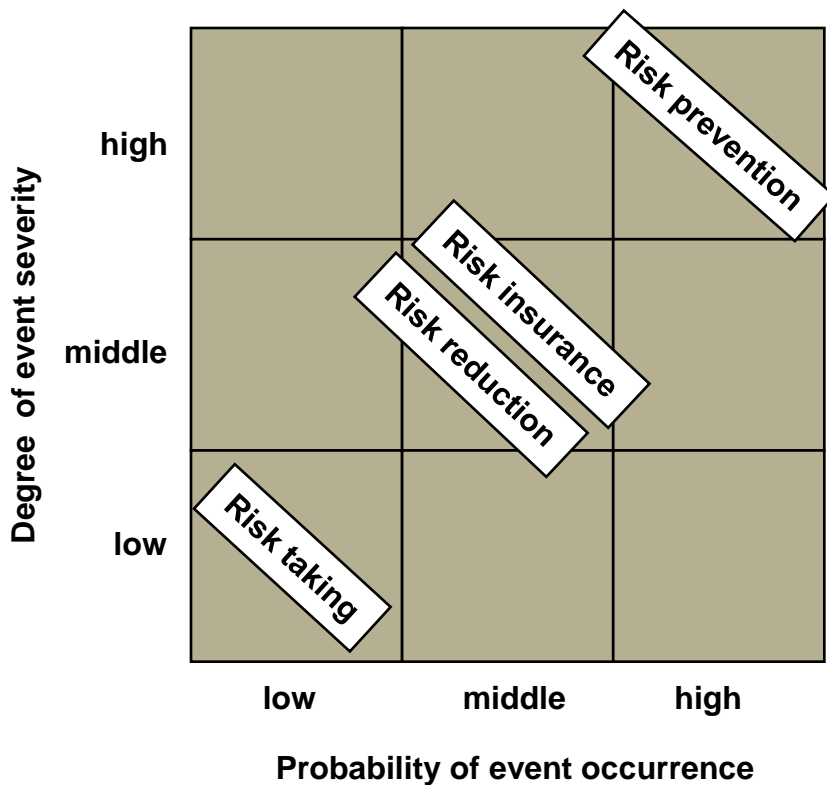 Risk prevention
high
Risk insurance
Risk reduction
middle
Degree of event severity
low
Risk taking
low middle high
Probability of event occurrence